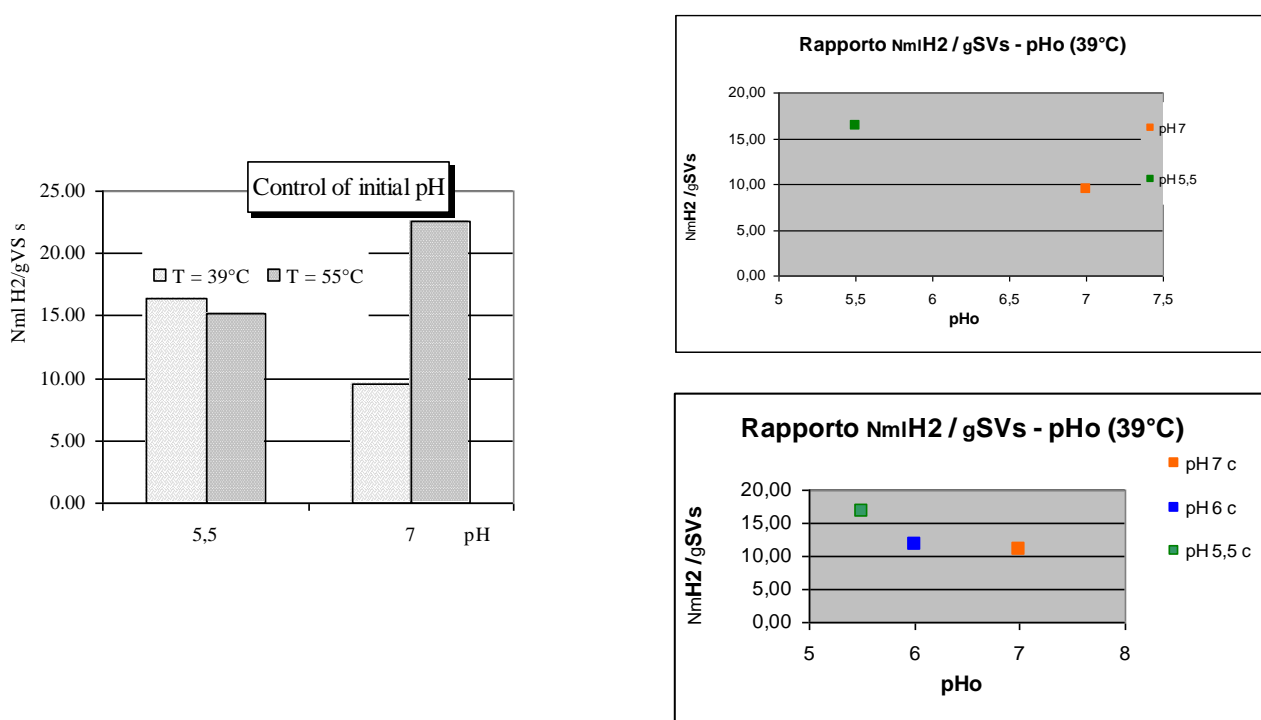 Control of initial pH
Nml H2/gVS s
25.00
20.00
15.00
10.00
5.00
0.00
T = 39°C T = 55°C
5,5 7 pH
Rapporto NmlH2 / gSVs - pHo (39°C)
NmH2 /gSVs
20,00
15,00
10,00
5,00
0,00
5 5,5 6 6,5 7 7,5
pHo
pH 7
pH 5,5
Rapporto NmlH2 / gSVs - pHo (39°C)
NmH2 /gSVs
20,00
15,00
10,00
5,00
0,00
5 6 7 8
pHo
pH 7 c
pH 6 c
pH 5,5 c